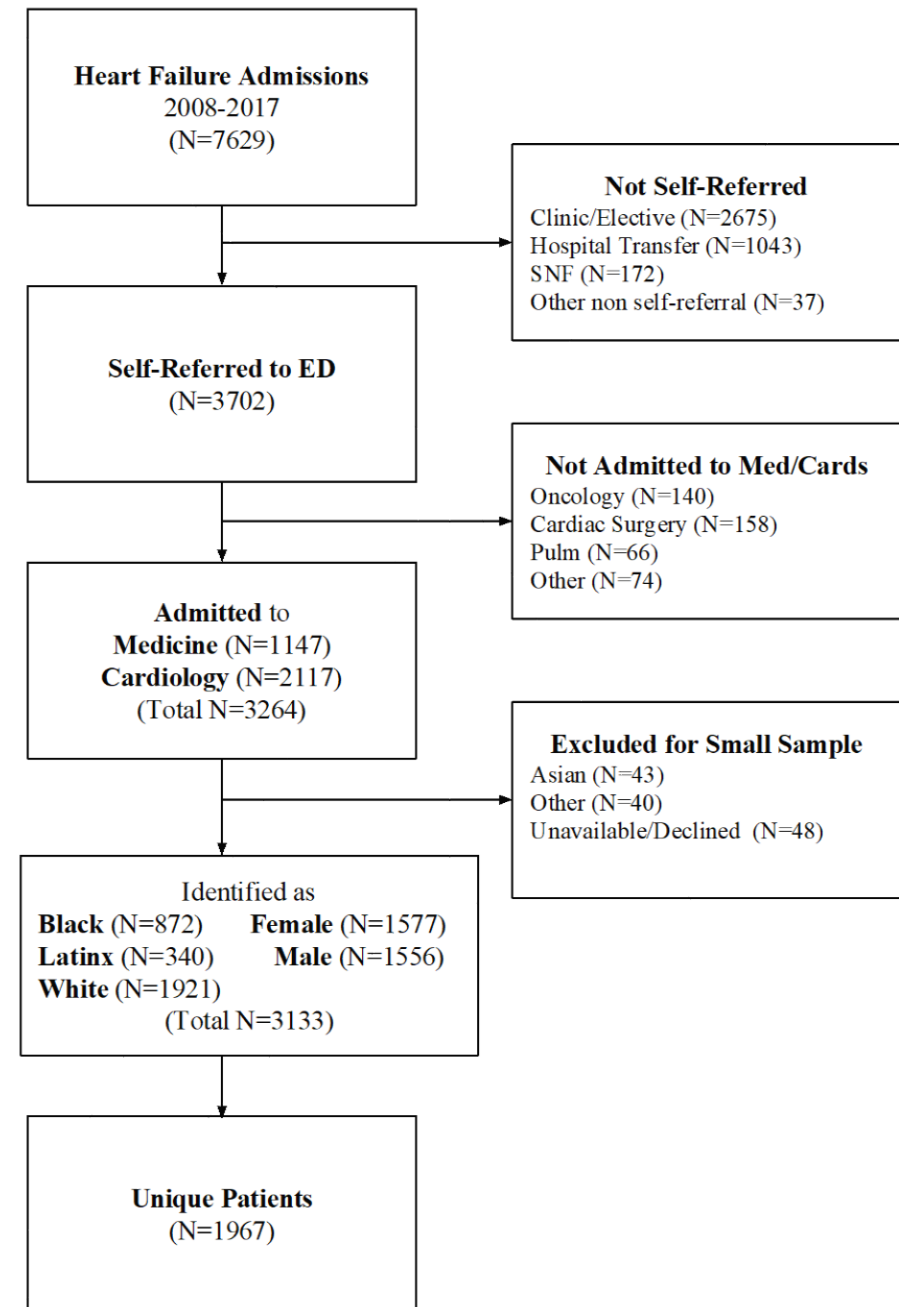 Heart Failure Admissions
2008-2017
(N=7629)
Not Self-Referred
Clinic/Elective (N=2675)
Hospital Transfer (N=1043)
SNF (N=172)
Other non self-referral (N=37)
Self-Referred to ED
(N=3702)
Not Admitted to Med/Cards
Oncology (N=140)
Cardiac Surgery (N=158)
Pulm (N=66)
Other (N=74)
Admitted to
Medicine (N=1147)
Cardiology (N=2117)
(Total N=3264)
Excluded for Small Sample
Asian (N=43)
Other (N=40)
Unavailable/Declined (N=48)
Identified as
Black (N=872) Female (N=1577)
Latinx (N=340) Male (N=1556)
White (N=1921)
(Total N=3133)
Unique Patients
(N=1967)